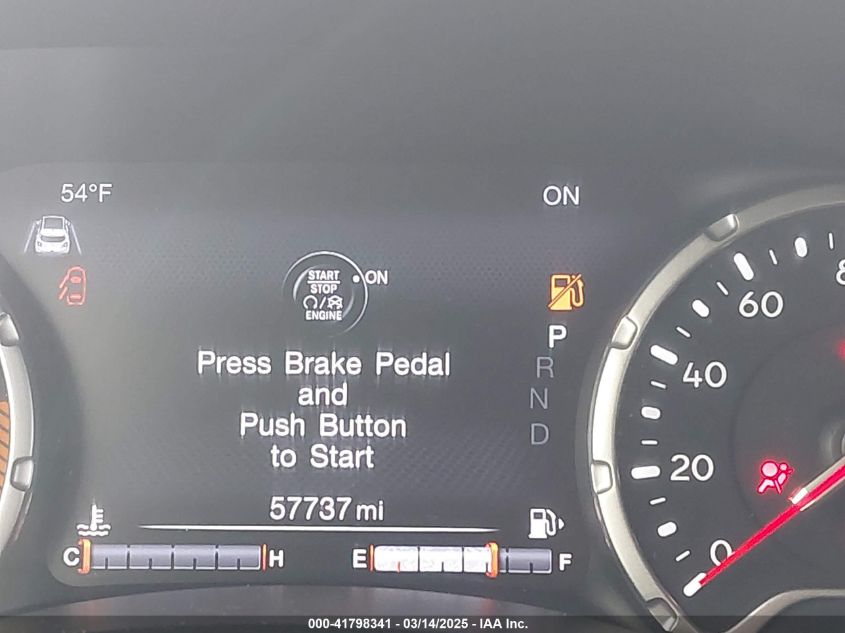 54°F
ON
START
STOP
ENGINE
ON
Press Brake Pedal
and
Push Button
to Start
P
R
N
D
57737 mi
C
H
E
F
60
40
20
0
000-41798341 - 03/14/2025 - IAA Inc.